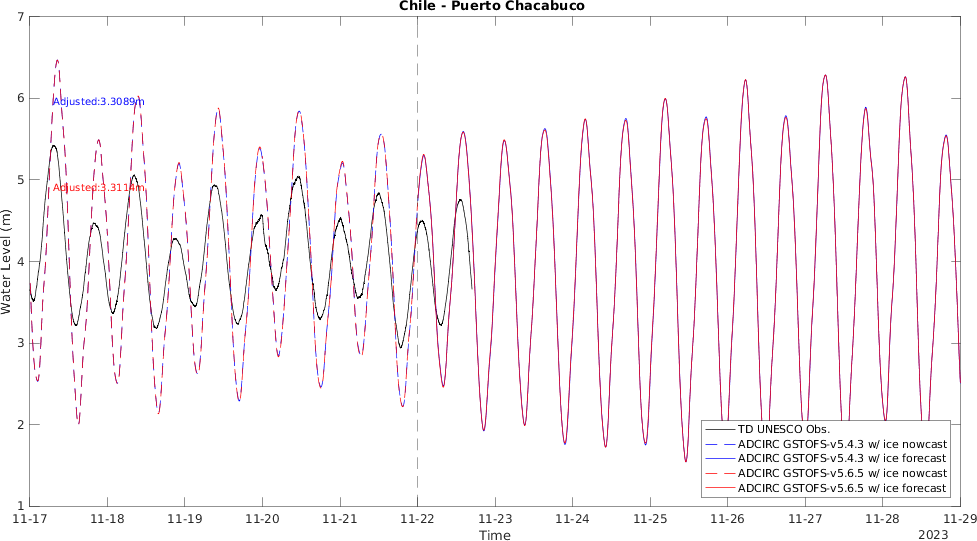 Chile - Puerto Chacabuco
7
6
5
4
3
2
1
Water Level (m)
Adjusted:3.3089m
Adjusted:3.3114m
TD UNESCO Obs.
ADCIRC GSTOFS-v5.4.3 w/ ice nowcast
ADCIRC GSTOFS-v5.4.3 w/ ice forecast
ADCIRC GSTOFS-v5.6.5 w/ ice nowcast
ADCIRC GSTOFS-v5.6.5 w/ ice forecast
11-17 11-18 11-19 11-20 11-21 11-22 11-23 11-24 11-25 11-26 11-27 11-28 11-29
Time
2023